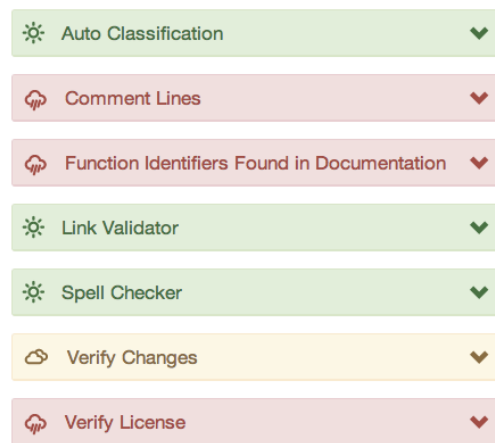 Auto Classification
Comment Lines
Function Identifiers Found in Documentation
Link Validator
Spell Checker
Verify Changes
Verify License